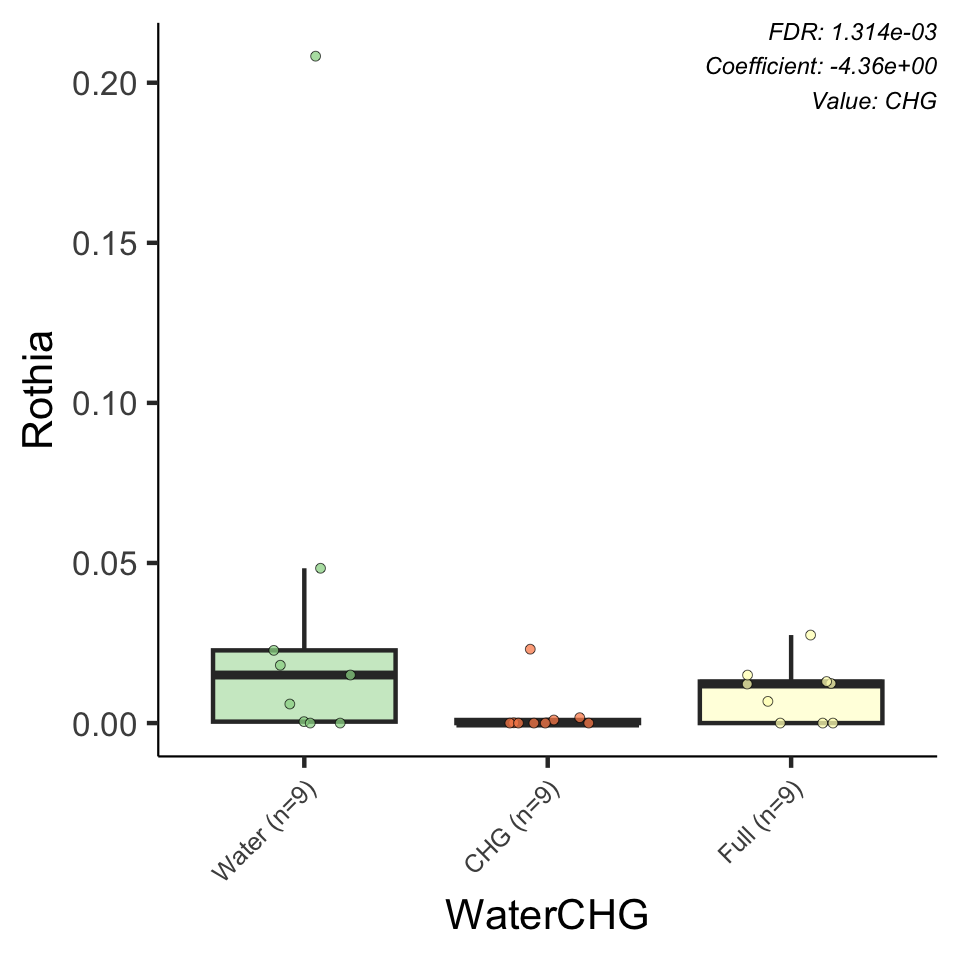 FDR: 1.314e-03
Coefficient: -4.36e+00
Value: CHG
0.20
0.15
0.10
0.05
0.00
Rothia
Water (n=9)
CHG (n=9)
Full (n=9)
WaterCHG